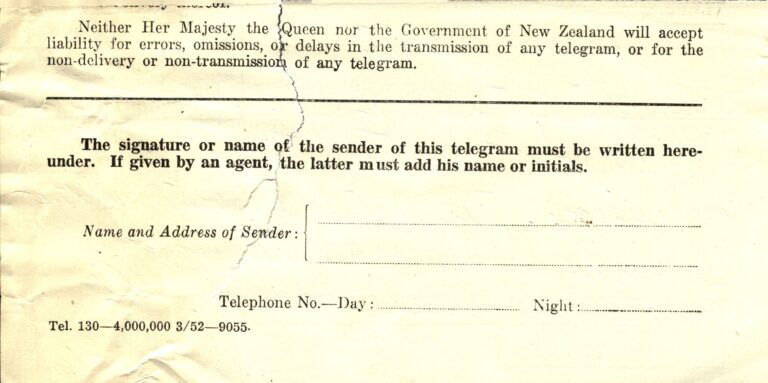 Neither Her Majesty the Queen nor the Government of New Zealand will accept
liability for errors, omissions, or delays in the transmission of any telegram, or for the
non-delivery or non-transmission of any telegram.
The signature or name of the sender of this telegram must be written here-
under. If given by an agent, the latter must add his name or initials.
Name and Address of Sender:
Telephone No.—Day: Night:
Tel. 130—4,000,000 3/52—9055.